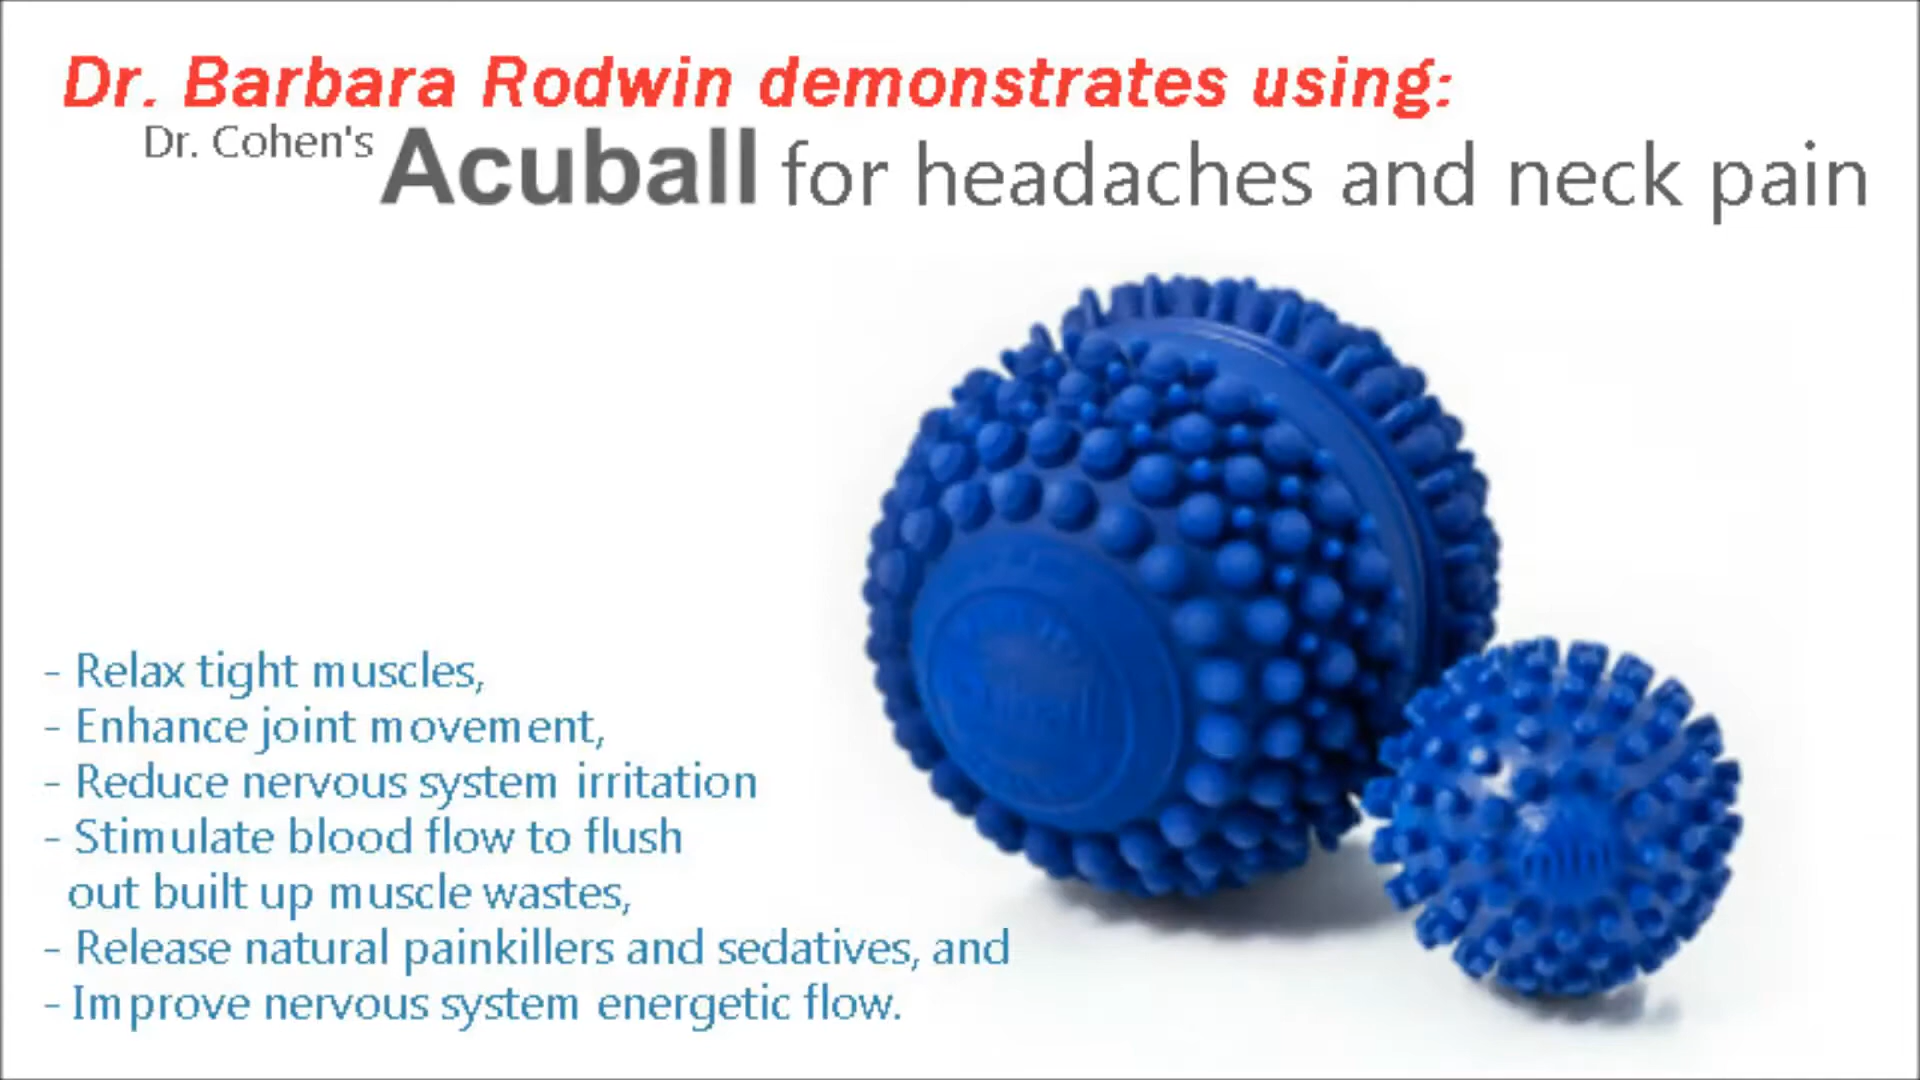 Dr. Barbara Rodwin demonstrates using:
Dr. Cohen's Acuball for headaches and neck pain
- Relax tight muscles,
- Enhance joint movement,
- Reduce nervous system irritation
- Stimulate blood flow to flush
out built up muscle wastes,
- Release natural painkillers and sedatives, and
- Improve nervous system energetic flow.
mini